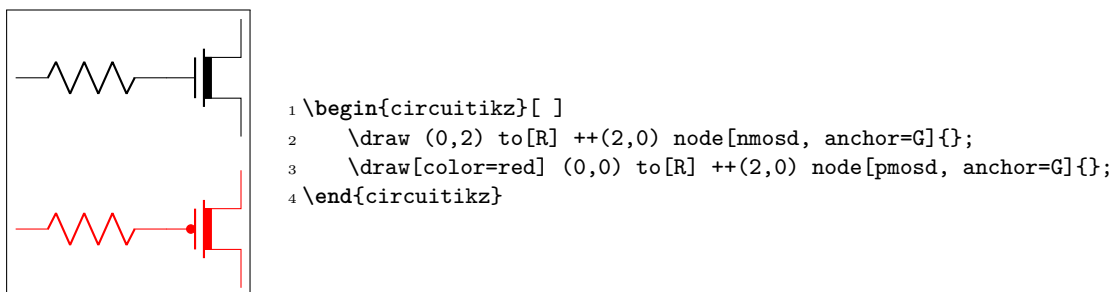 1 \begin{circuitikz}[ ]
2     \draw (0,2) to[R] ++(2,0) node[nmosd, anchor=G]{};
3     \draw[color=red] (0,0) to[R] ++(2,0) node[pmosd, anchor=G]{};
4 \end{circuitikz}